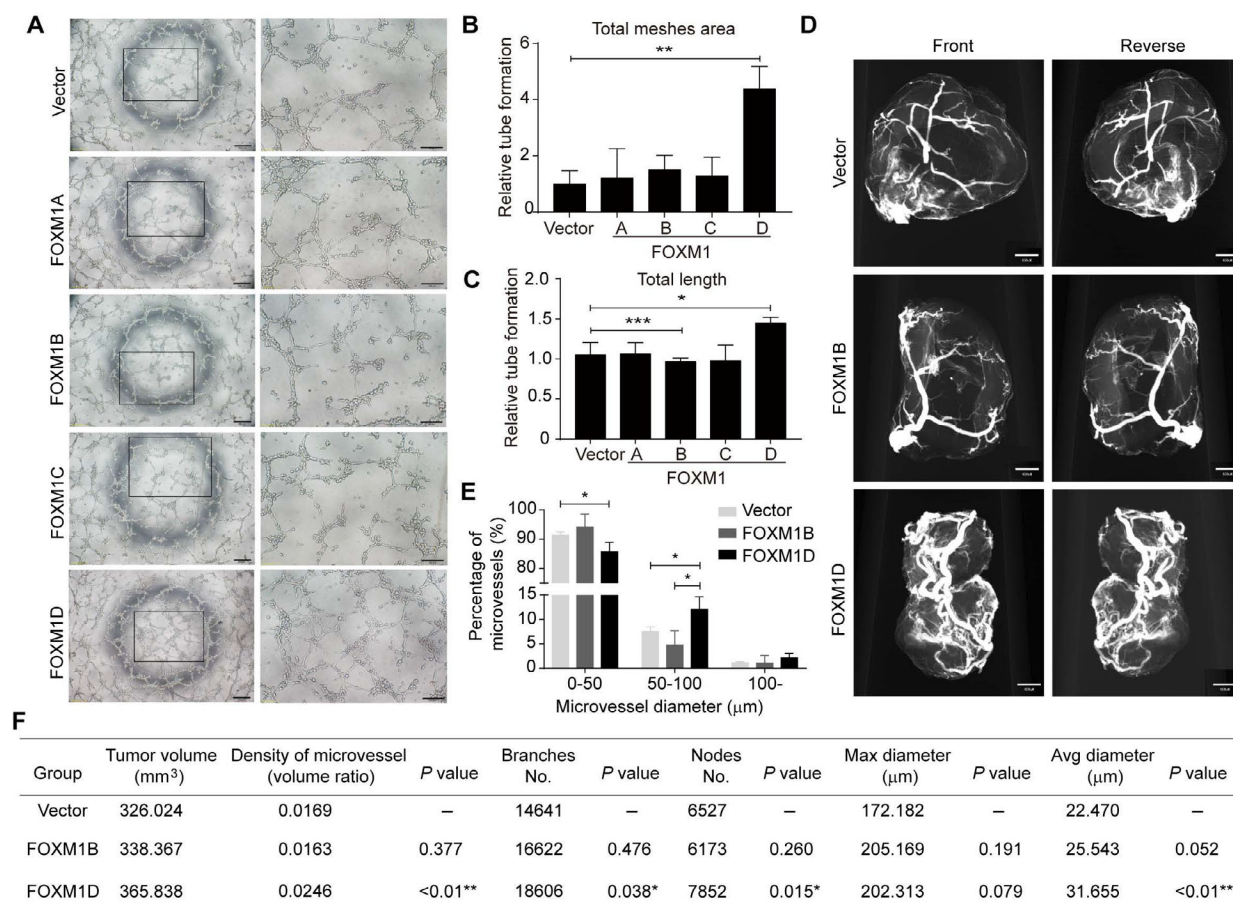 A
Vector
FOXM1A
FOXM1B
FOXM1C
FOXM1D
B
Total meshes area
**
Relative tube formation
6
4
2
0
Vector A B C D
FOXM1
C
Total length
*
***
Relative tube formation
2.0
1.5
1.0
0.5
0
Vector A B C D
FOXM1
D
Front Reverse
Vector
FOXM1B
FOXM1D
E
Percentage of microvessels (%)
100
90
80
15
10
5
0
*
*
*
Vector
FOXM1B
FOXM1D
0-50 50-100 100-
Microvessel diameter (μm)
F
Group Tumor volume (mm3) Density of microvessel (volume ratio) P value Branches No. P value Nodes No. P value Max diameter (μm) P value Avg diameter (μm) P value
Vector 326.024 0.0169 – 14641 – 6527 – 172.182 – 22.470 –
FOXM1B 338.367 0.0163 0.377 16622 0.476 6173 0.260 205.169 0.191 25.543 0.052
FOXM1D 365.838 0.0246 <0.01** 18606 0.038* 7852 0.015* 202.313 0.079 31.655 <0.01**